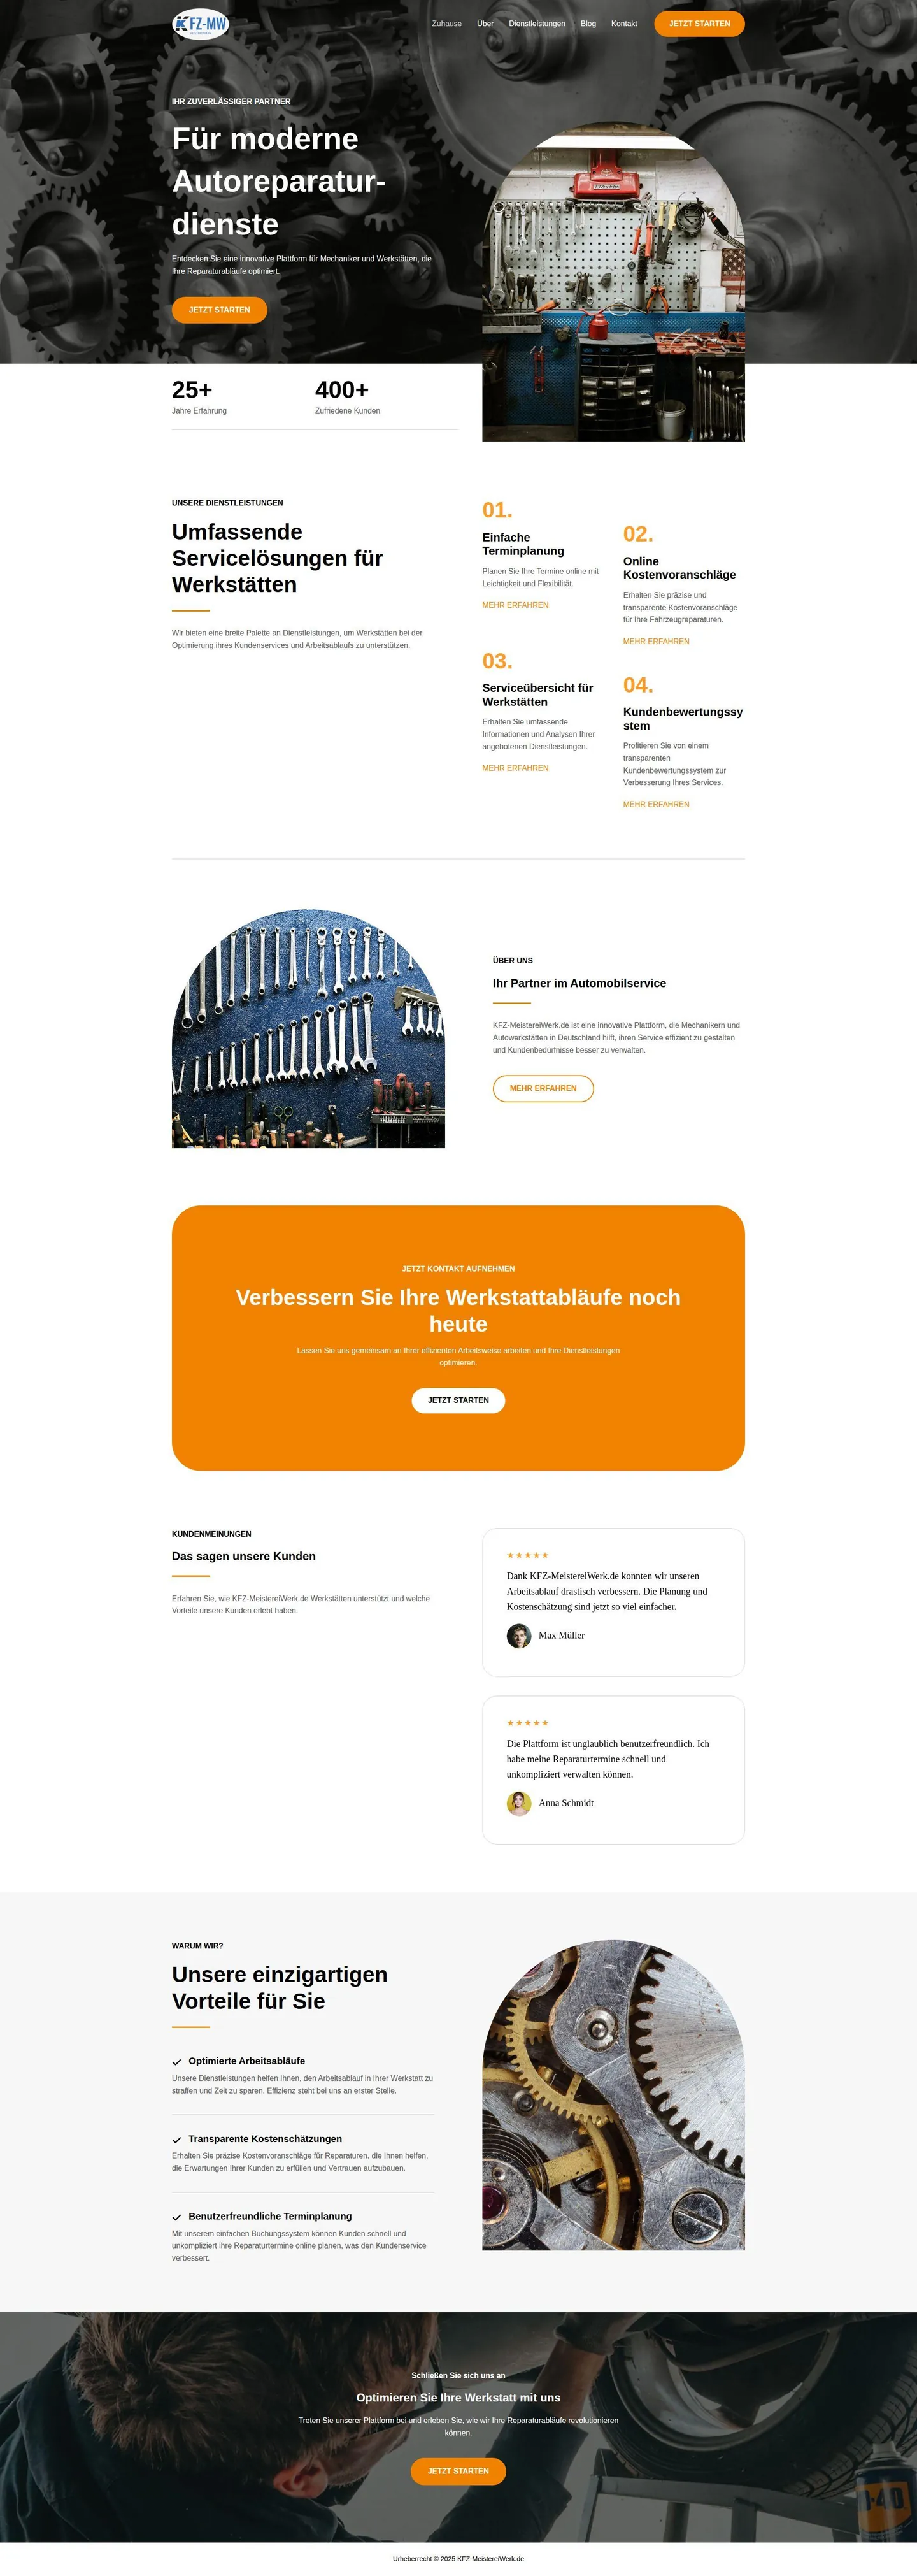 KFZ-MW
Zuhause
Über
Dienstleistungen
Blog
Kontakt
JETZT STARTEN
IHR ZUVERLÄSSIGER PARTNER
Für moderne
Autoreparatur-
dienste
Entdecken Sie eine innovative Plattform für Mechaniker und Werkstätten, die
Ihre Reparaturabläufe optimiert.
JETZT STARTEN
25+
Jahre Erfahrung
400+
Zufriedene Kunden
UNSERE DIENSTLEISTUNGEN
Umfassende
Servicelösungen für
Werkstätten
Wir bieten eine breite Palette an Dienstleistungen, um Werkstätten bei der
Optimierung ihres Kundenservices und Arbeitsablaufs zu unterstützen.
01.
Einfache
Terminplanung
Planen Sie Ihre Termine online mit
Leichtigkeit und Flexibilität.
MEHR ERFAHREN
02.
Online
Kostenvoranschläge
Erhalten Sie präzise und
transparente Kostenvoranschläge
für Ihre Fahrzeugreparaturen.
MEHR ERFAHREN
03.
Serviceübersicht für
Werkstätten
Erhalten Sie umfassende
Informationen und Analysen Ihrer
angebotenen Dienstleistungen.
MEHR ERFAHREN
04.
Kundenbewertungssy
stem
Profitieren Sie von einem
transparenten
Kundenbewertungssystem zur
Verbesserung Ihres Services.
MEHR ERFAHREN
ÜBER UNS
Ihr Partner im Automobilservice
KFZ-MeistereiWerk.de ist eine innovative Plattform, die Mechanikern und
Autowerkstätten in Deutschland hilft, ihren Service effizient zu gestalten
und Kundenbedürfnisse besser zu verwalten.
MEHR ERFAHREN
JETZT KONTAKT AUFNEHMEN
Verbessern Sie Ihre Werkstattabläufe noch
heute
Lassen Sie uns gemeinsam an Ihrer effizienten Arbeitsweise arbeiten und Ihre Dienstleistungen
optimieren.
JETZT STARTEN
KUNDENMEINUNGEN
Das sagen unsere Kunden
Erfahren Sie, wie KFZ-MeistereiWerk.de Werkstätten unterstützt und welche
Vorteile unsere Kunden erlebt haben.
★★★★★
Dank KFZ-MeistereiWerk.de konnten wir unseren
Arbeitsablauf drastisch verbessern. Die Planung und
Kostenschätzung sind jetzt so viel einfacher.
Max Müller
★★★★★
Die Plattform ist unglaublich benutzerfreundlich. Ich
habe meine Reparaturtermine schnell und
unkompliziert verwalten können.
Anna Schmidt
WARUM WIR?
Unsere einzigartigen
Vorteile für Sie
Optimierte Arbeitsabläufe
Unsere Dienstleistungen helfen Ihnen, den Arbeitsablauf in Ihrer Werkstatt zu
straffen und Zeit zu sparen. Effizienz steht bei uns an erster Stelle.
Transparente Kostenschätzungen
Erhalten Sie präzise Kostenvoranschläge für Reparaturen, die Ihnen helfen,
die Erwartungen Ihrer Kunden zu erfüllen und Vertrauen aufzubauen.
Benutzerfreundliche Terminplanung
Mit unserem einfachen Buchungssystem können Kunden schnell und
unkompliziert ihre Reparaturtermine online planen, was den Kundenservice
verbessert.
Schließen Sie sich uns an
Optimieren Sie Ihre Werkstatt mit uns
Treten Sie unserer Plattform bei und erleben Sie, wie wir Ihre Reparaturabläufe revolutionieren
können.
JETZT STARTEN
Urheberrecht © 2025 KFZ-MeistereiWerk.de